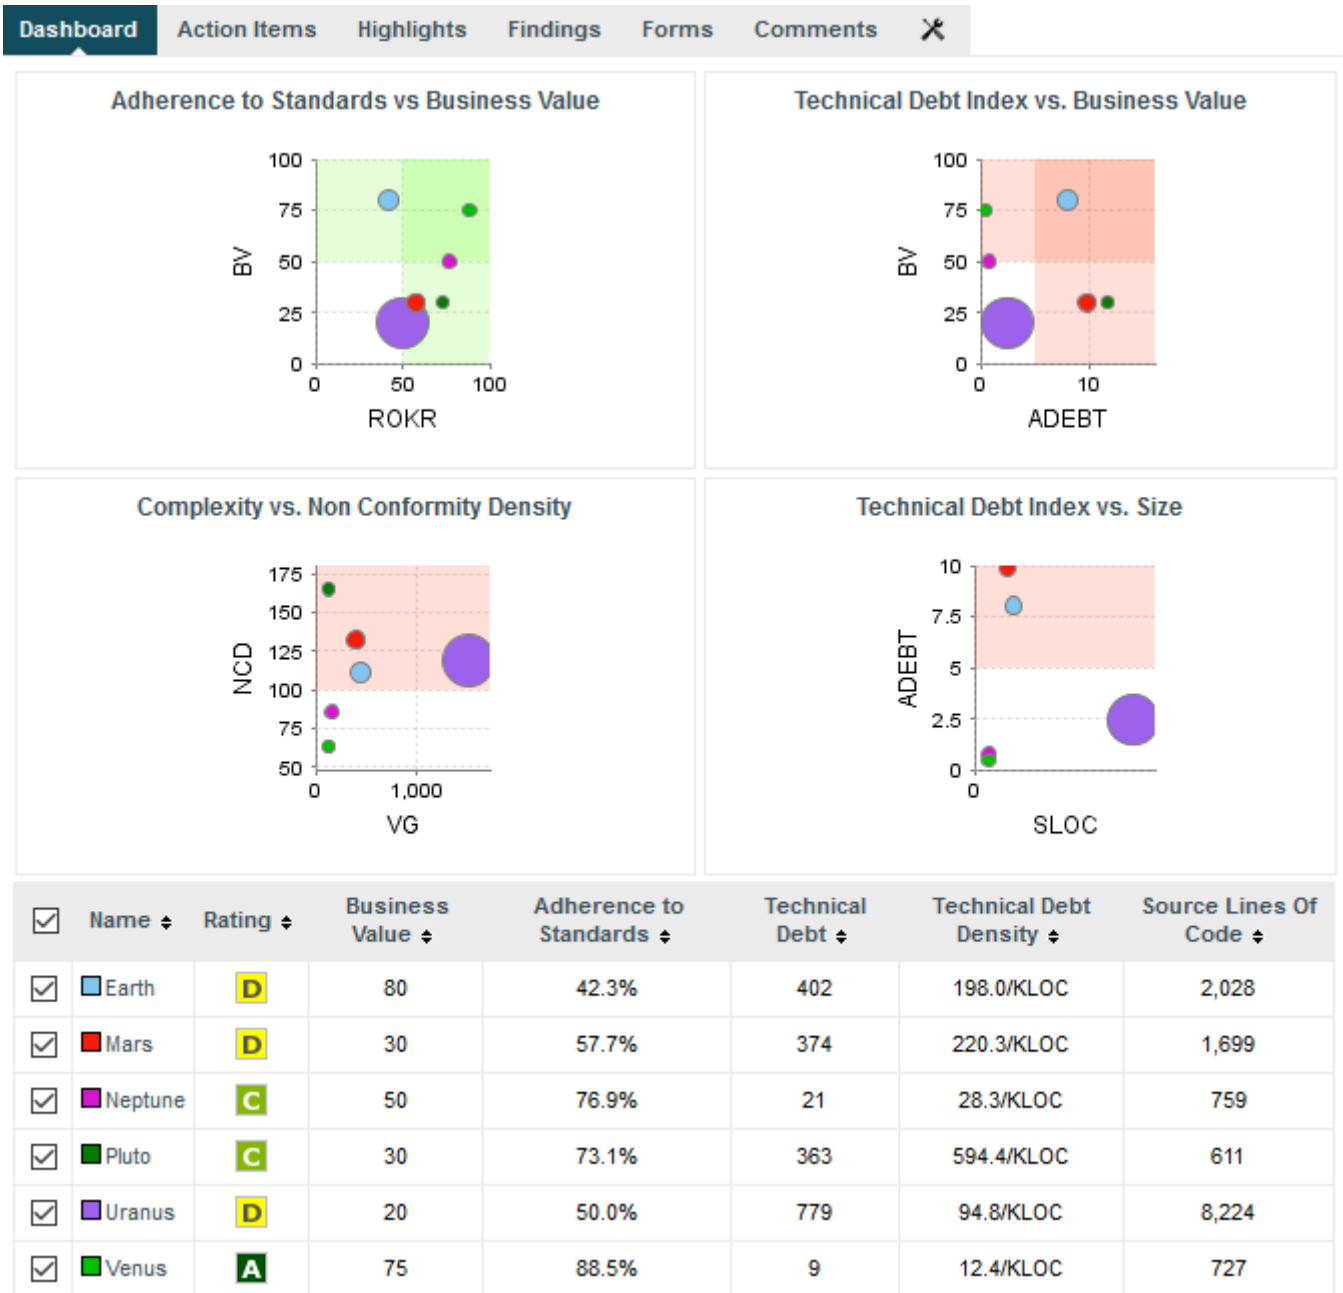 Dashboard Action Items Highlights Findings Forms Comments
Adherence to Standards vs Business Value
100
75
50
25
0
BV
0 50 100
ROKR
Technical Debt Index vs. Business Value
100
75
50
25
0
BV
0 10
ADEBT
Complexity vs. Non Conformity Density
175
150
125
100
75
50
NCD
0 1,000
VG
Technical Debt Index vs. Size
10
7.5
5
2.5
0
ADEBT
0
SLOC
Name Rating Business Value Adherence to Standards Technical Debt Technical Debt Density Source Lines Of Code
Earth D 80 42.3% 402 198.0/KLOC 2,028
Mars D 30 57.7% 374 220.3/KLOC 1,699
Neptune C 50 76.9% 21 28.3/KLOC 759
Pluto C 30 73.1% 363 594.4/KLOC 611
Uranus D 20 50.0% 779 94.8/KLOC 8,224
Venus A 75 88.5% 9 12.4/KLOC 727